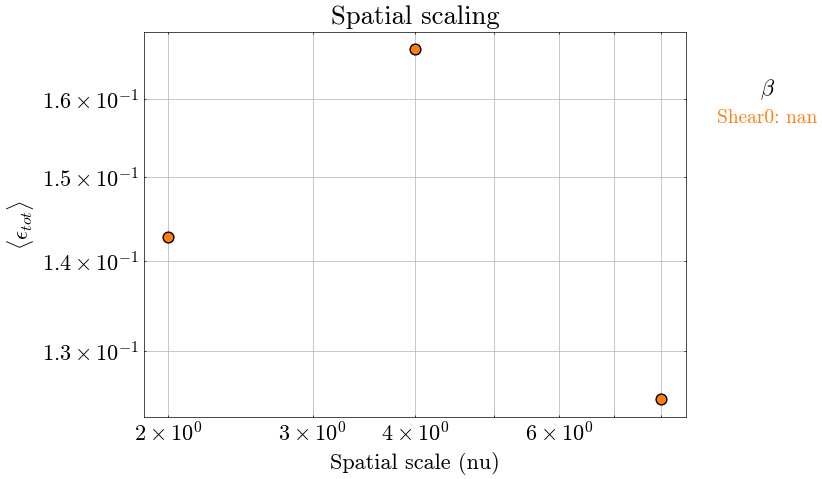 Spatial scaling
⟨ϵ_tot⟩
1.6 × 10⁻¹
1.5 × 10⁻¹
1.4 × 10⁻¹
1.3 × 10⁻¹
2 × 10⁰ 3 × 10⁰ 4 × 10⁰ 6 × 10⁰
Spatial scale (nu)
β
Shear0: nan